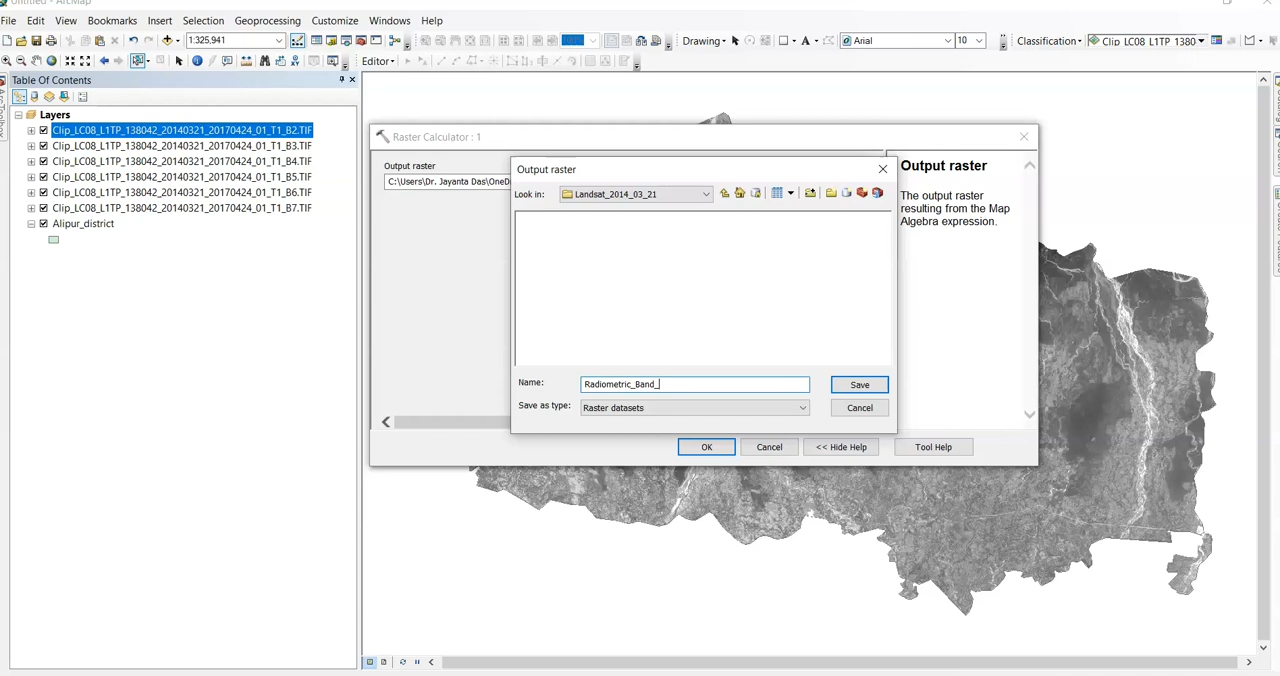 Untitled - ArcMap
File Edit View Bookmarks Insert Selection Geoprocessing Customize Windows Help
1:325,941 Drawing Arial 10 Classification Clip_LC08_L1TP_1380
Editor
Table Of Contents
Layers
Clip_LC08_L1TP_138042_20140321_20170424_01_T1_B2.TIF
Clip_LC08_L1TP_138042_20140321_20170424_01_T1_B3.TIF
Clip_LC08_L1TP_138042_20140321_20170424_01_T1_B4.TIF
Clip_LC08_L1TP_138042_20140321_20170424_01_T1_B5.TIF
Clip_LC08_L1TP_138042_20140321_20170424_01_T1_B6.TIF
Clip_LC08_L1TP_138042_20140321_20170424_01_T1_B7.TIF
Alipur_district
Raster Calculator : 1
Output raster
C:\Users\Dr. Jayanta Das\OneD
Output raster
Look in: Landsat_2014_03_21
Name: Radiometric_Band_
Save
Save as type: Raster datasets
Cancel
Output raster
The output raster
resulting from the Map
Algebra expression.
OK Cancel << Hide Help Tool Help